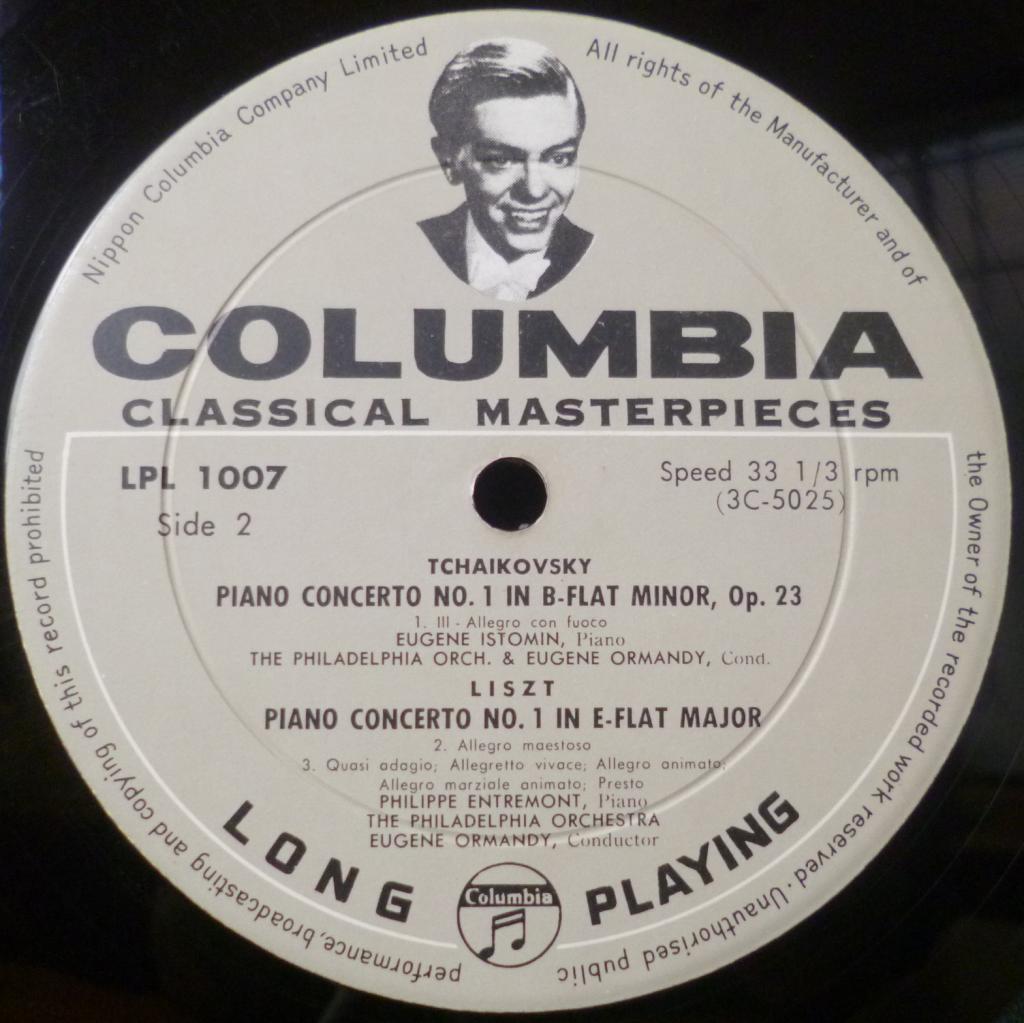 Nippon Columbia Company Limited
All rights of the Manufacturer and of
the Owner of the recorded work reserved · Unauthorised public
performance, broadcasting and copying of this record prohibited
COLUMBIA
CLASSICAL MASTERPIECES
LPL 1007
Side 2
Speed 33 1/3 rpm
(3C-5025)
TCHAIKOVSKY
PIANO CONCERTO NO. 1 IN B-FLAT MINOR, Op. 23
1. III - Allegro con fuoco
EUGENE ISTOMIN, Piano
THE PHILADELPHIA ORCH. & EUGENE ORMANDY, Cond.
LISZT
PIANO CONCERTO NO. 1 IN E-FLAT MAJOR
2. Allegro maestoso
3. Quasi adagio; Allegretto vivace; Allegro animato;
Allegro marziale animato; Presto
PHILIPPE ENTREMONT, Piano
THE PHILADELPHIA ORCHESTRA
EUGENE ORMANDY, Conductor
LONG PLAYING
Columbia